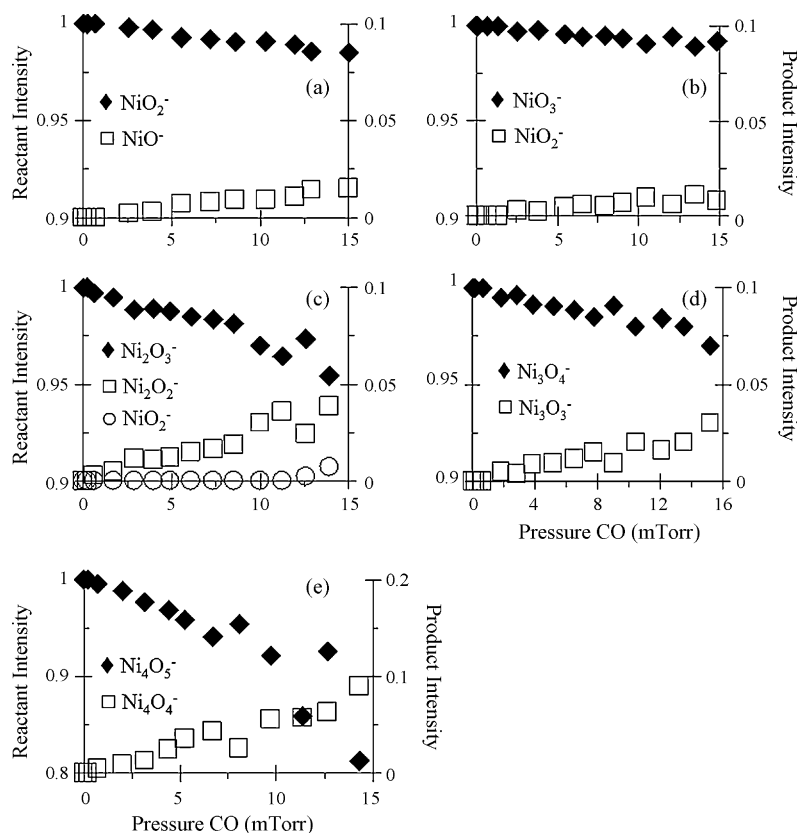 1
0.95
0.9
Reactant Intensity
(a)
NiO₂⁻
NiO⁻
0.1
0.05
0
0
5
10
15
1
0.95
0.9
(b)
NiO₃⁻
NiO₂⁻
0.1
0.05
0
Product Intensity
0
5
10
15
1
0.95
0.9
Reactant Intensity
(c)
Ni₂O₃⁻
Ni₂O₂⁻
NiO₂⁻
0.1
0.05
0
0
5
10
15
1
0.95
0.9
(d)
Ni₃O₄⁻
Ni₃O₃⁻
0.1
0.05
0
Product Intensity
0
4
8
12
16
Pressure CO (mTorr)
1
0.9
0.8
Reactant Intensity
(e)
Ni₄O₅⁻
Ni₄O₄⁻
0.2
0.1
0
Product Intensity
0
5
10
15
Pressure CO (mTorr)